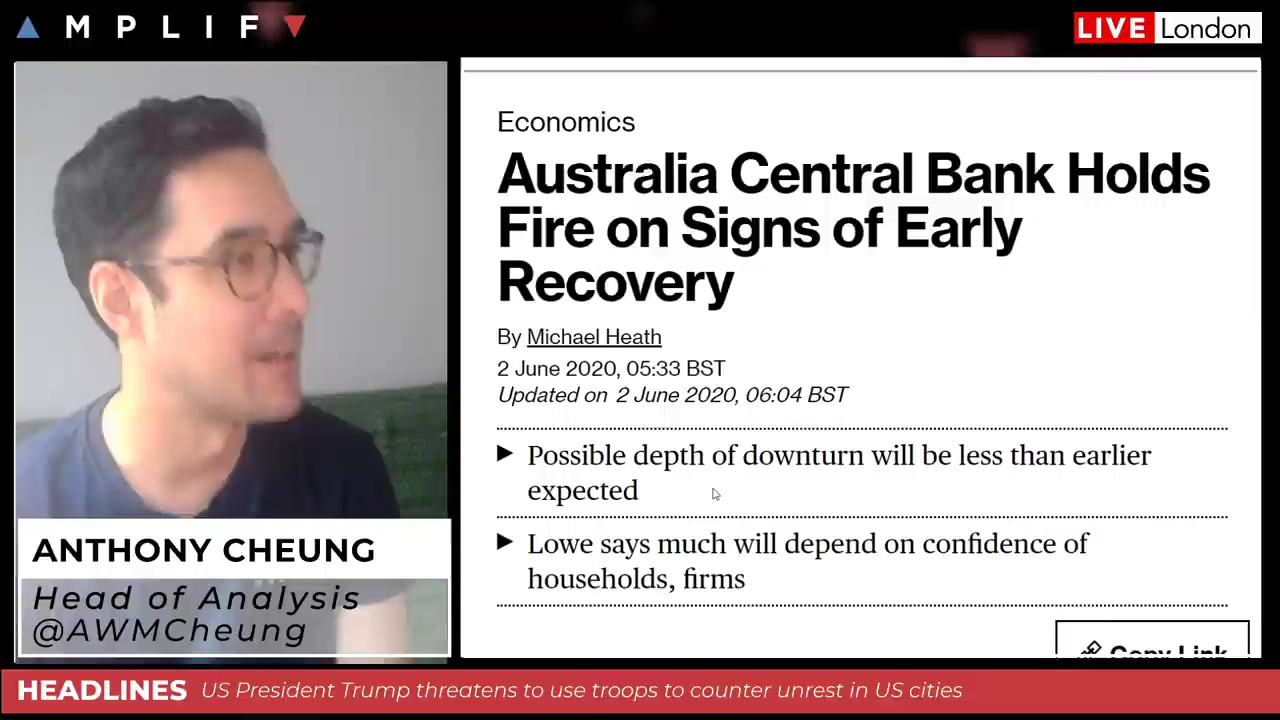 ▲ M P L I F ▼
LIVE London
Economics
Australia Central Bank Holds
Fire on Signs of Early
Recovery
By Michael Heath
2 June 2020, 05:33 BST
Updated on 2 June 2020, 06:04 BST
Possible depth of downturn will be less than earlier
expected
Lowe says much will depend on confidence of
households, firms
Copy Link
ANTHONY CHEUNG
Head of Analysis
@AWMCheung
HEADLINES US President Trump threatens to use troops to counter unrest in US cities